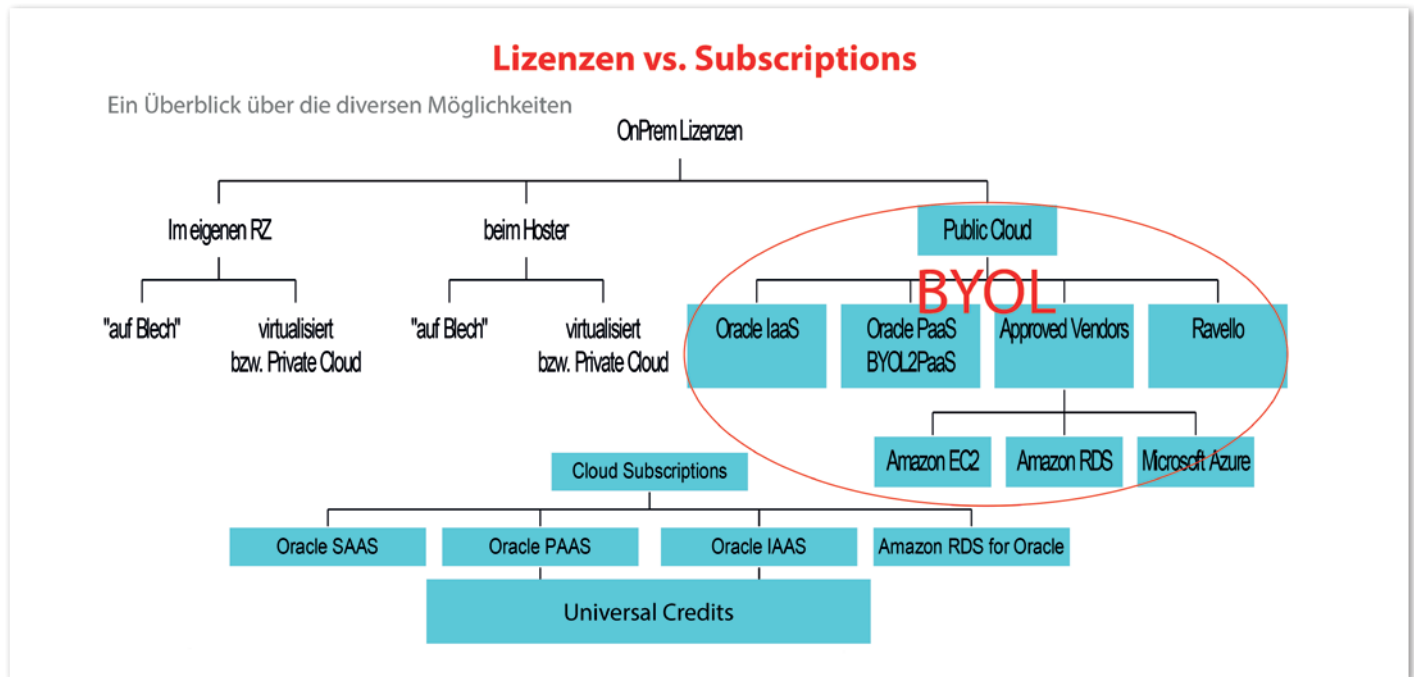 Lizenzen vs. Subscriptions
Ein Überblick über die diversen Möglichkeiten
OnPrem Lizenzen
Im eigenen RZ
beim Hoster
Public Cloud
BYOL
"auf Blech"
virtualisiert
bzw. Private Cloud
"auf Blech"
virtualisiert
bzw. Private Cloud
Oracle IaaS
Oracle PaaS
BYOL2PaaS
Approved Vendors
Ravello
Amazon EC2
Amazon RDS
Microsoft Azure
Cloud Subscriptions
Oracle SAAS
Oracle PAAS
Oracle IAAS
Amazon RDS for Oracle
Universal Credits